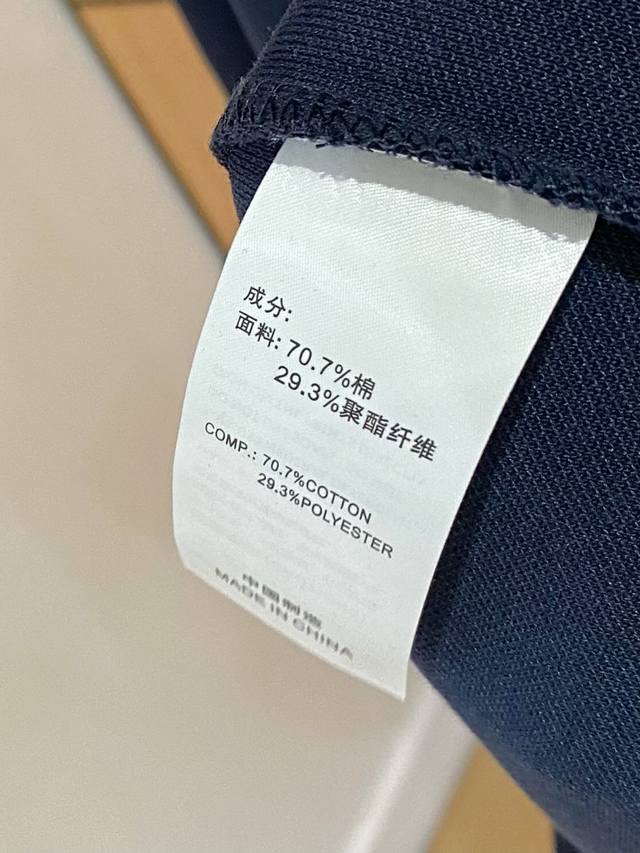 成分:
面料: 70.7%棉
29.3%聚酯纤维
COMP.: 70.7%COTTON
29.3%POLYESTER
中国制造
MADE IN CHINA